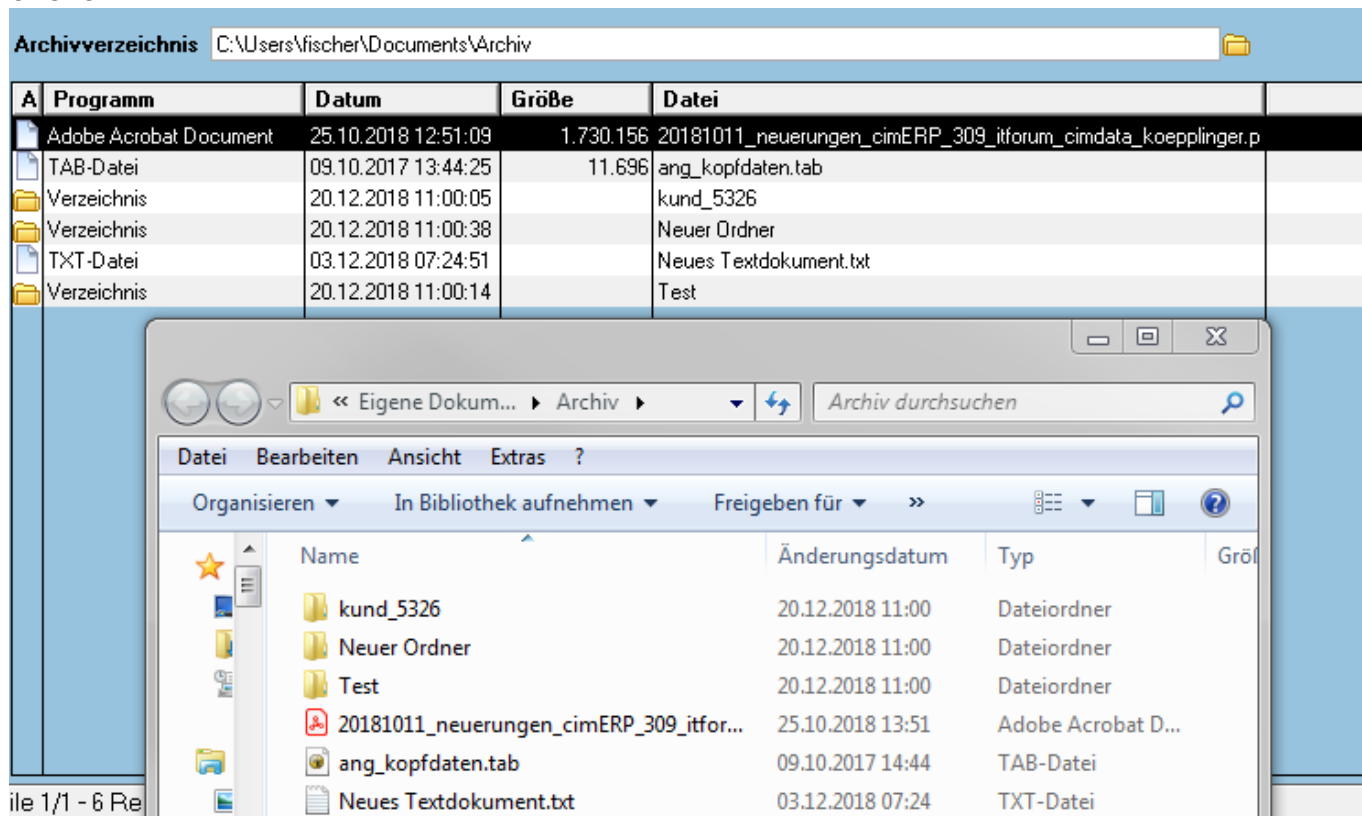 Archivverzeichnis C:\Users\fischer\Documents\Archiv
A Programm Datum Größe Datei
Adobe Acrobat Document 25.10.2018 12:51:09 1.730.156 20181011_neuerungen_cimERP_309_itforum_cimdata_koepplinger.p
TAB-Datei 09.10.2017 13:44:25 11.696 ang_kopfdaten.tab
Verzeichnis 20.12.2018 11:00:05 kund_5326
Verzeichnis 20.12.2018 11:00:38 Neuer Ordner
TXT-Datei 03.12.2018 07:24:51 Neues Textdokument.txt
Verzeichnis 20.12.2018 11:00:14 Test
« Eigene Dokum... Archiv Archiv durchsuchen
Datei Bearbeiten Ansicht Extras ?
Organisieren In Bibliothek aufnehmen Freigeben für »
Name Änderungsdatum Typ Größ
kund_5326 20.12.2018 11:00 Dateiordner
Neuer Ordner 20.12.2018 11:00 Dateiordner
Test 20.12.2018 11:00 Dateiordner
20181011_neuerungen_cimERP_309_itfor... 25.10.2018 13:51 Adobe Acrobat D...
ang_kopfdaten.tab 09.10.2017 14:44 TAB-Datei
Neues Textdokument.txt 03.12.2018 07:24 TXT-Datei
ile 1/1 - 6 Re